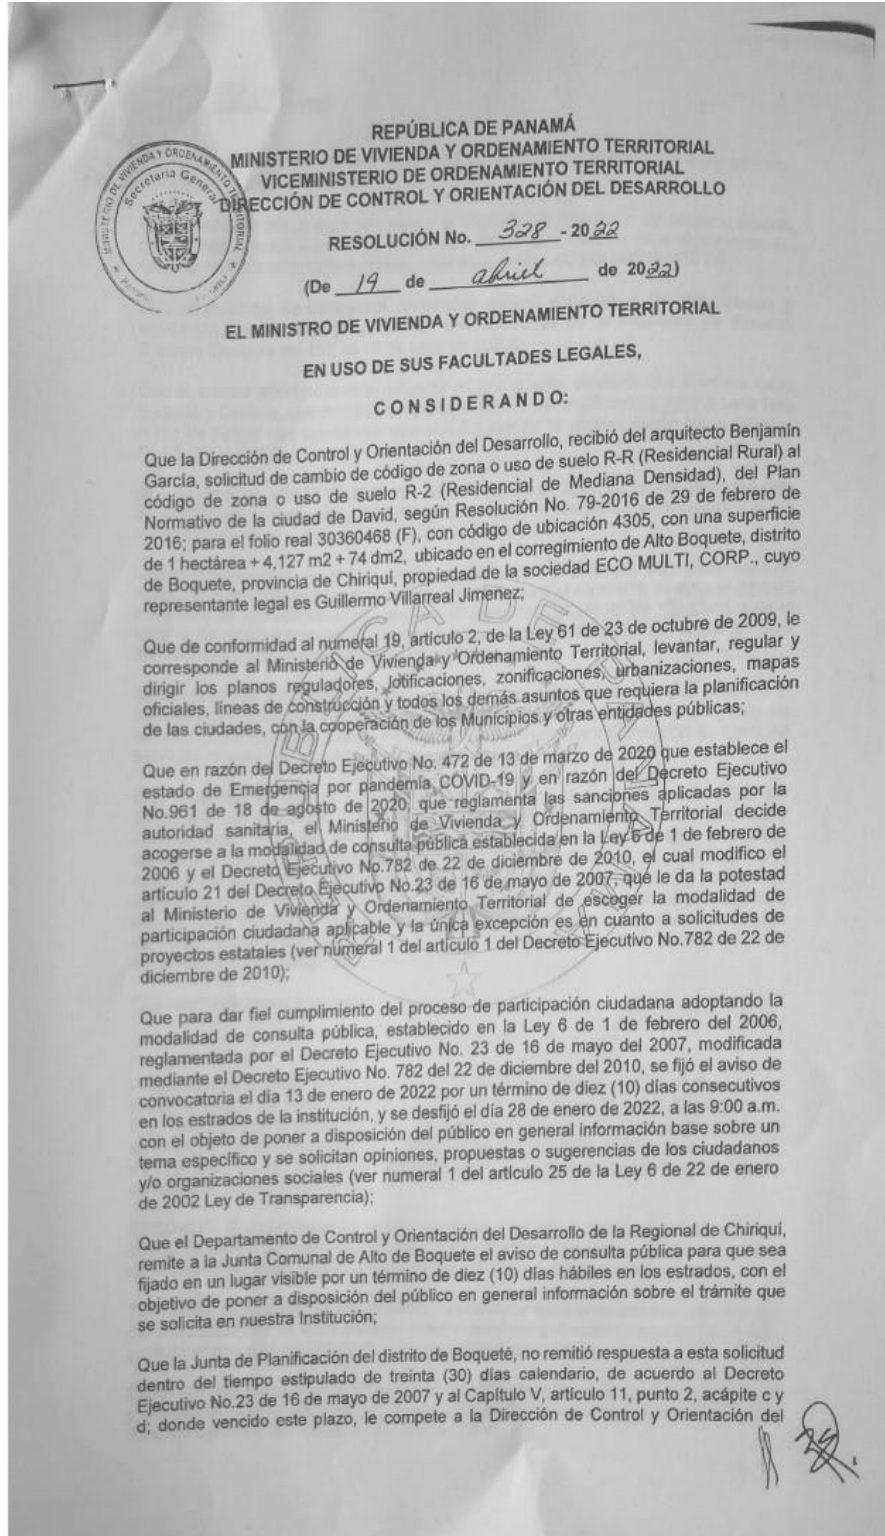 REPÚBLICA DE PANAMÁ
MINISTERIO DE VIVIENDA Y ORDENAMIENTO TERRITORIAL
VICEMINISTERIO DE ORDENAMIENTO TERRITORIAL
DIRECCIÓN DE CONTROL Y ORIENTACIÓN DEL DESARROLLO
MINISTERIO DE VIVIENDA Y ORDENAMIENTO TERRITORIAL
Secretaria General
RESOLUCIÓN No. 328 - 2022
(De 19 de abril de 2022)
EL MINISTRO DE VIVIENDA Y ORDENAMIENTO TERRITORIAL
EN USO DE SUS FACULTADES LEGALES,
CONSIDERANDO:
Que la Dirección de Control y Orientación del Desarrollo, recibió del arquitecto Benjamín
García, solicitud de cambio de código de zona o uso de suelo R-R (Residencial Rural) al
código de zona o uso de suelo R-2 (Residencial de Mediana Densidad), del Plan
Normativo de la ciudad de David, según Resolución No. 79-2016 de 29 de febrero de
2016; para el folio real 30360468 (F), con código de ubicación 4305, con una superficie
de 1 hectárea + 4,127 m2 + 74 dm2, ubicado en el corregimiento de Alto Boquete, distrito
de Boquete, provincia de Chiriquí, propiedad de la sociedad ECO MULTI, CORP., cuyo
representante legal es Guillermo Villarreal Jimenez;
Que de conformidad al numeral 19, artículo 2, de la Ley 61 de 23 de octubre de 2009, le
corresponde al Ministerio de Vivienda y Ordenamiento Territorial, levantar, regular y
dirigir los planos reguladores, lotificaciones, zonificaciones, urbanizaciones, mapas
oficiales, líneas de construcción y todos los demás asuntos que requiera la planificación
de las ciudades, con la cooperación de los Municipios y otras entidades públicas;
Que en razón del Decreto Ejecutivo No. 472 de 13 de marzo de 2020 que establece el
estado de Emergencia por pandemia COVID-19 y en razón del Decreto Ejecutivo
No.961 de 18 de agosto de 2020, que reglamenta las sanciones aplicadas por la
autoridad sanitaria, el Ministerio de Vivienda y Ordenamiento Territorial decide
acogerse a la modalidad de consulta pública establecida en la Ley 6 de 1 de febrero de
2006 y el Decreto Ejecutivo No.782 de 22 de diciembre de 2010, el cual modifico el
artículo 21 del Decreto Ejecutivo No.23 de 16 de mayo de 2007, que le da la potestad
al Ministerio de Vivienda y Ordenamiento Territorial de escoger la modalidad de
participación ciudadana aplicable y la única excepción es en cuanto a solicitudes de
proyectos estatales (ver numeral 1 del artículo 1 del Decreto Ejecutivo No.782 de 22 de
diciembre de 2010);
Que para dar fiel cumplimiento del proceso de participación ciudadana adoptando la
modalidad de consulta pública, establecido en la Ley 6 de 1 de febrero del 2006,
reglamentada por el Decreto Ejecutivo No. 23 de 16 de mayo del 2007, modificada
mediante el Decreto Ejecutivo No. 782 del 22 de diciembre del 2010, se fijó el aviso de
convocatoria el día 13 de enero de 2022 por un término de diez (10) días consecutivos
en los estrados de la institución, y se desfijó el día 28 de enero de 2022, a las 9:00 a.m.
con el objeto de poner a disposición del público en general información base sobre un
tema específico y se solicitan opiniones, propuestas o sugerencias de los ciudadanos
y/o organizaciones sociales (ver numeral 1 del articulo 25 de la Ley 6 de 22 de enero
de 2002 Ley de Transparencia);
Que el Departamento de Control y Orientación del Desarrollo de la Regional de Chiriquí,
remite a la Junta Comunal de Alto de Boquete el aviso de consulta pública para que sea
fijado en un lugar visible por un término de diez (10) días hábiles en los estrados, con el
objetivo de poner a disposición del público en general información sobre el trámite que
se solicita en nuestra Institución;
Que la Junta de Planificación del distrito de Boqueté, no remitió respuesta a esta solicitud
dentro del tiempo estipulado de treinta (30) días calendario, de acuerdo al Decreto
Ejecutivo No.23 de 16 de mayo de 2007 y al Capítulo V, artículo 11, punto 2, acápite c y
d; donde vencido este plazo, le compete a la Dirección de Control y Orientación del